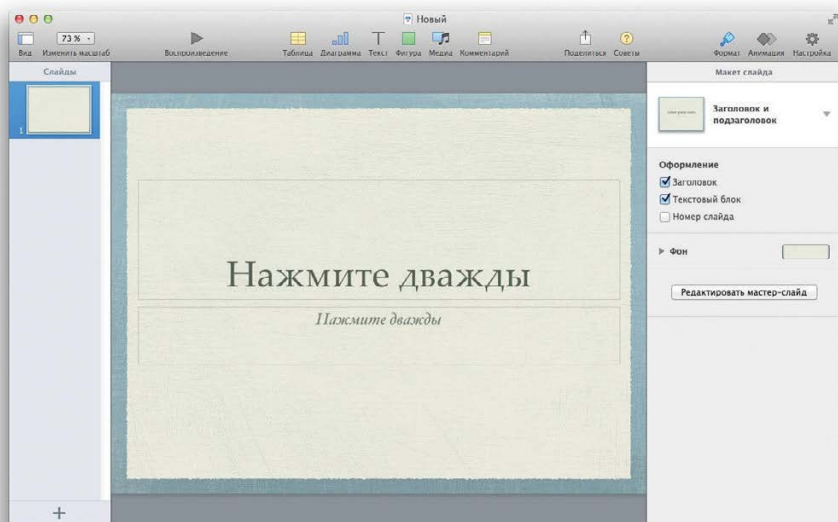 Новый
73 %
Вид Изменить масштаб Воспроизведение Таблица Диаграмма Текст Фигура Медиа Комментарий Поделиться Советы Формат Анимация Настройка
Слайды
Макет слайда
1
Заголовок и
подзаголовок
Оформление
Заголовок
Текстовый блок
Номер слайда
Фон
Редактировать мастер-слайд
Нажмите дважды
Нажмите дважды